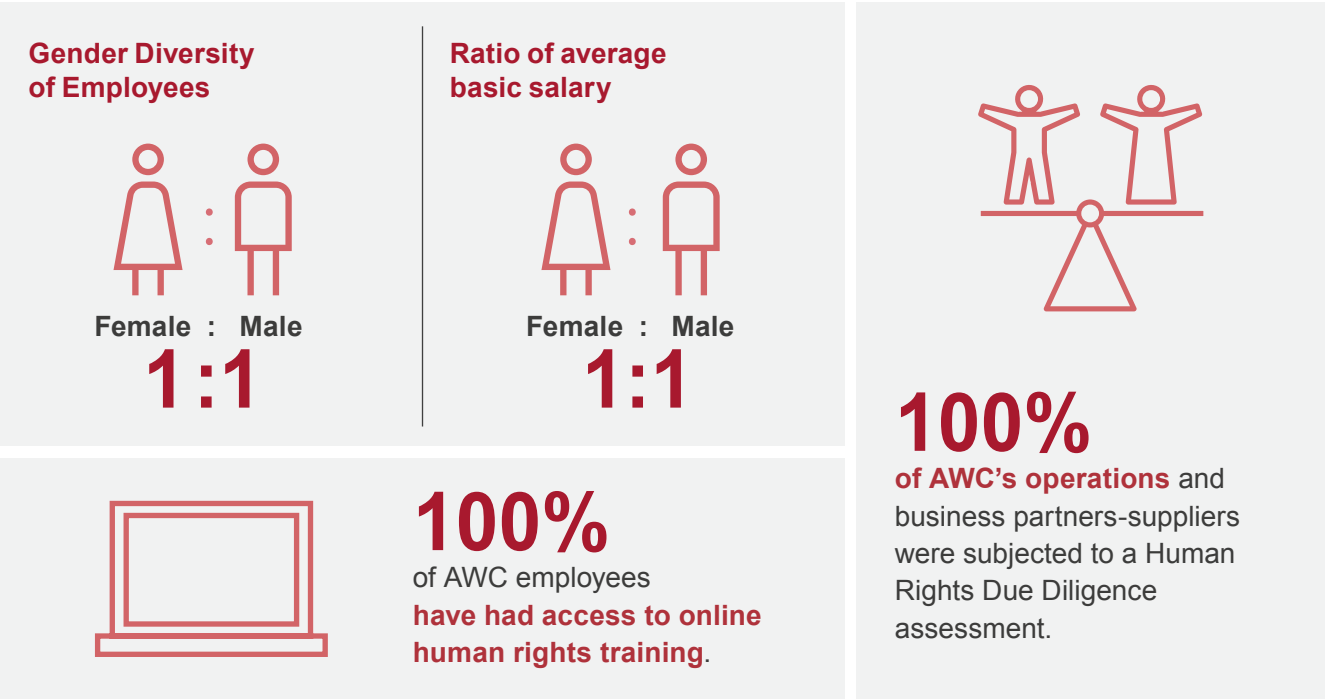 Gender Diversity
of Employees
Female : Male
1:1
Ratio of average
basic salary
Female : Male
1:1
100%
of AWC employees
have had access to online
human rights training.
100%
of AWC’s operations and
business partners-suppliers
were subjected to a Human
Rights Due Diligence
assessment.